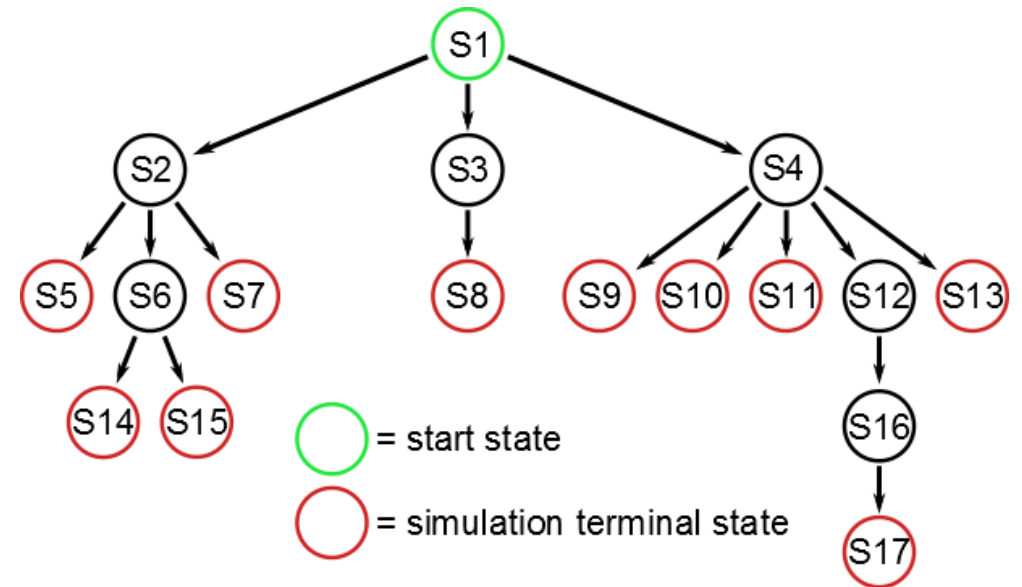 S1
S2 S3 S4
S5 S6 S7 S8 S9 S10 S11 S12 S13
S14 S15 S16
= start state
= simulation terminal state
S17